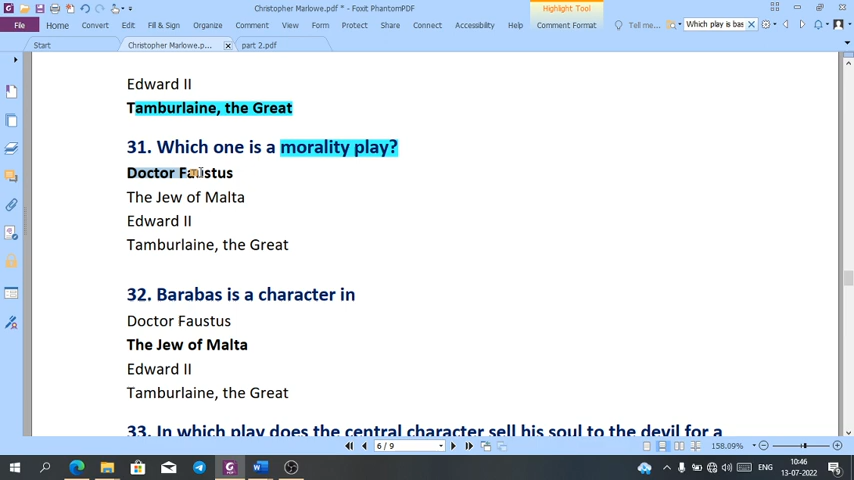 Christopher Marlowe.pdf * - Foxit PhantomPDF
Highlight Tool
File Home Convert Edit Fill & Sign Organize Comment View Form Protect Share Connect Accessibility Help Comment Format Tell me... Which play is bas
Start Christopher Marlowe.p... part 2.pdf
Edward II
Tamburlaine, the Great
31. Which one is a morality play?
Doctor Faustus
The Jew of Malta
Edward II
Tamburlaine, the Great
32. Barabas is a character in
Doctor Faustus
The Jew of Malta
Edward II
Tamburlaine, the Great
33. In which play does the central character sell his soul to the devil for a
6 / 9 158.09%
ENG 10:46
13-07-2022